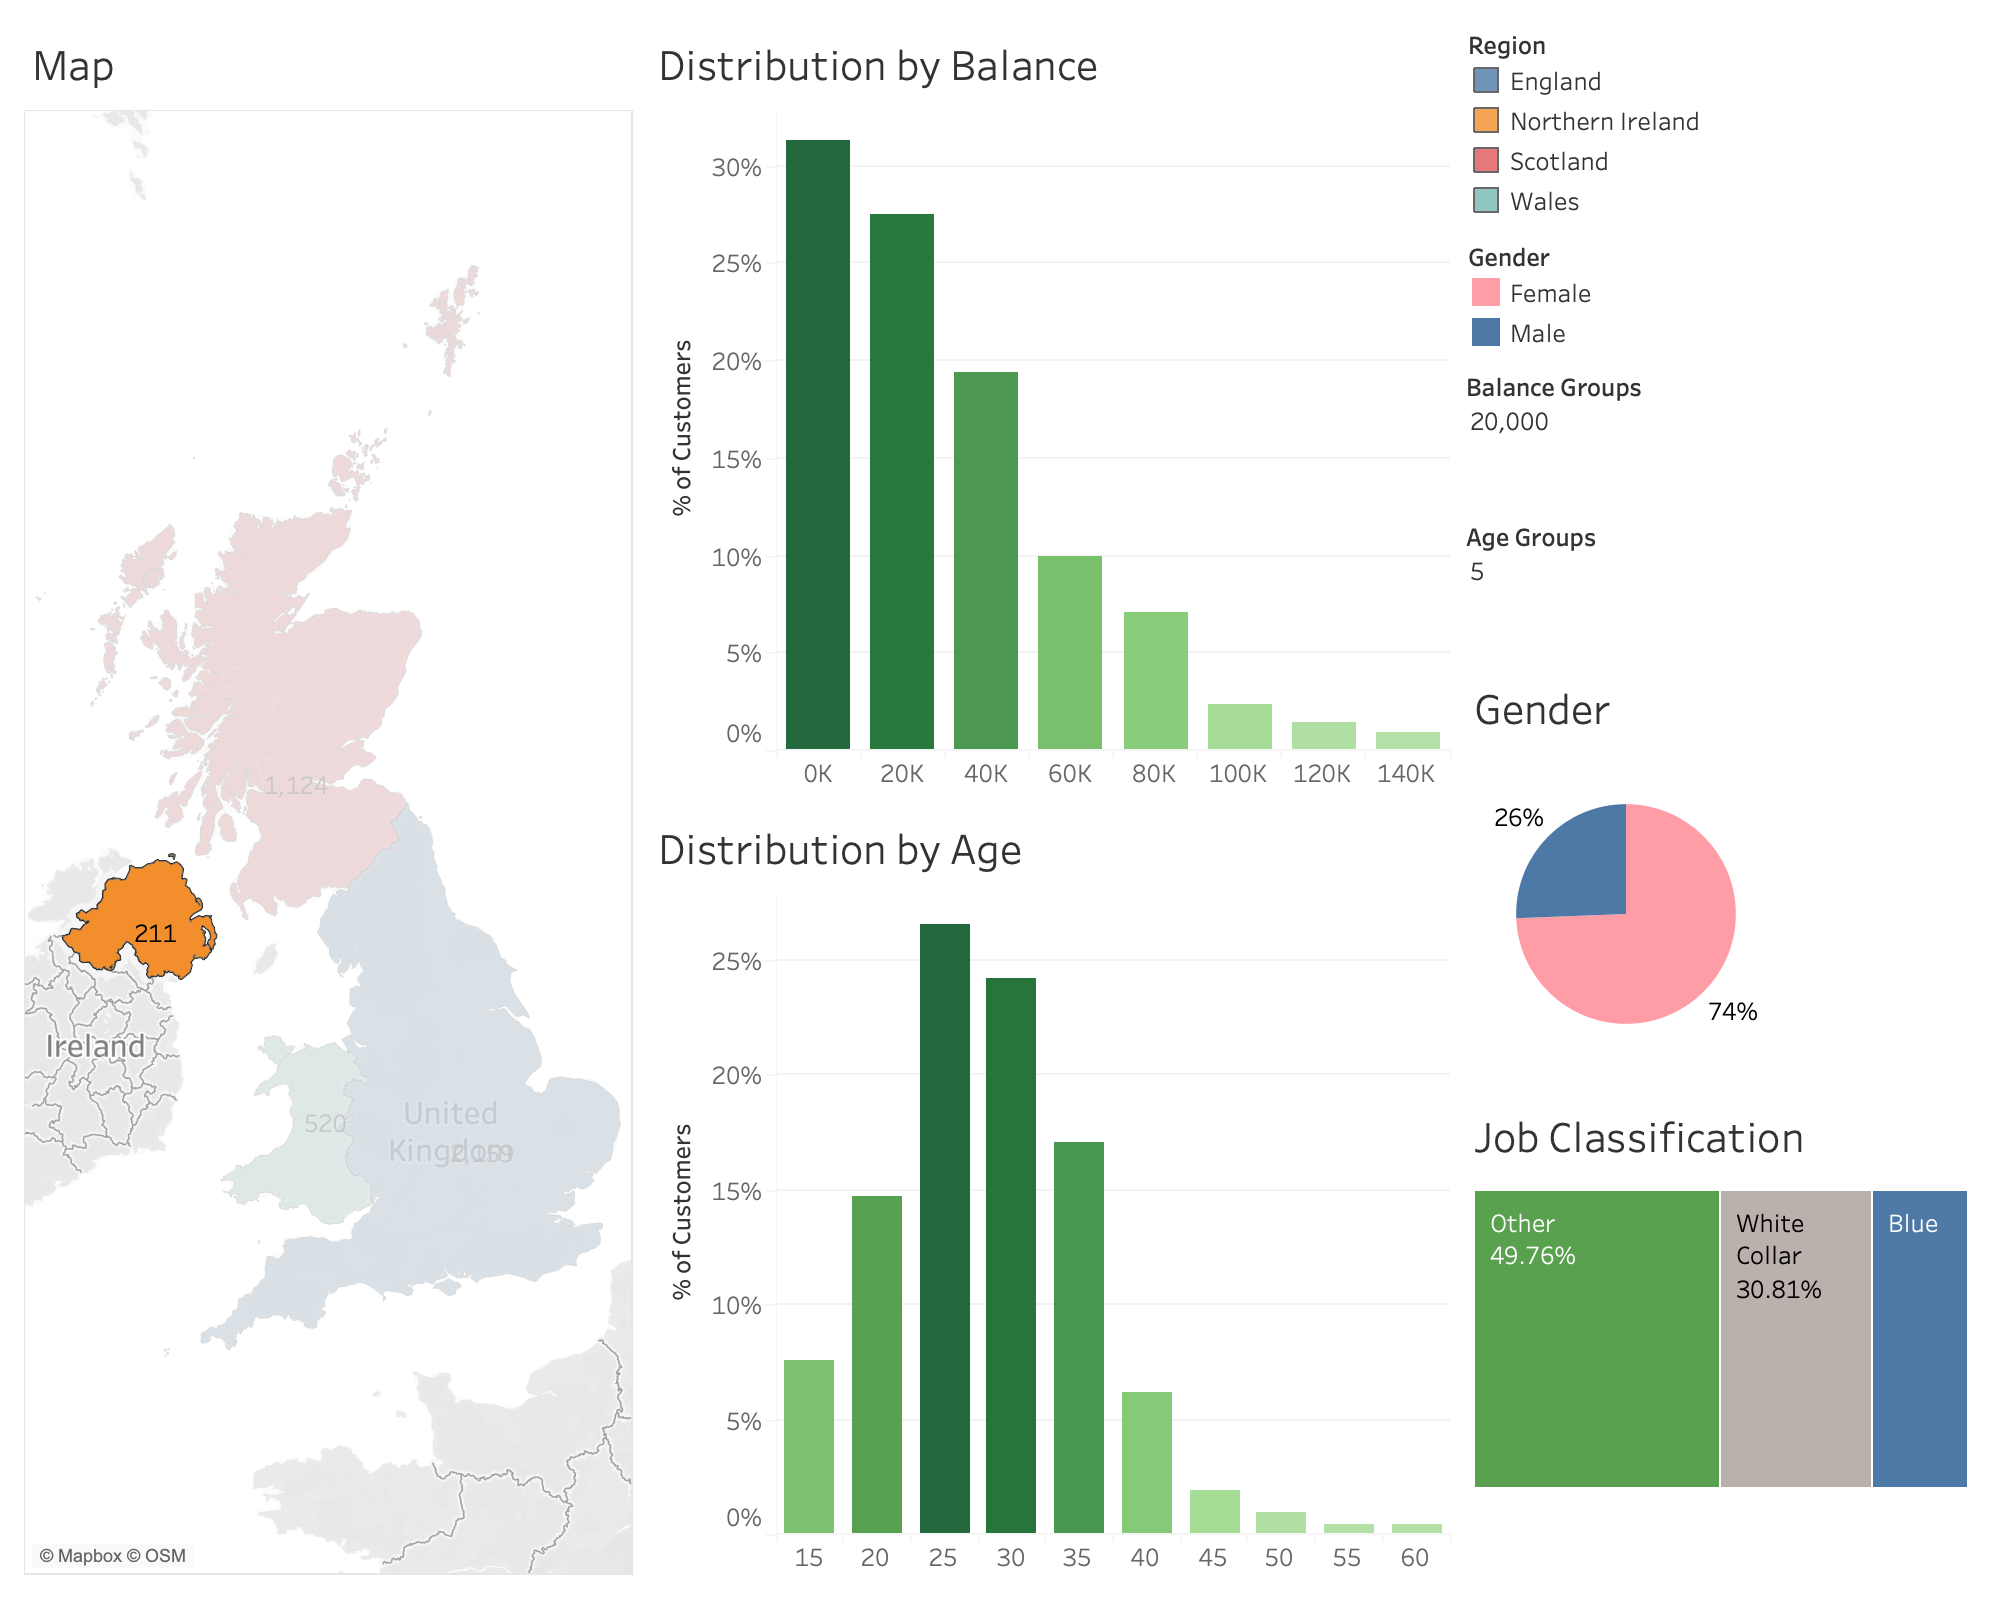 Map
1,124
211
Ireland
520
United
Kingdom
© Mapbox © OSM
Distribution by Balance
% of Customers
30%
25%
20%
15%
10%
5%
0%
0K 20K 40K 60K 80K 100K 120K 140K
Distribution by Age
% of Customers
25%
20%
15%
10%
5%
0%
15 20 25 30 35 40 45 50 55 60
Region
England
Northern Ireland
Scotland
Wales
Gender
Female
Male
Balance Groups
20,000
Age Groups
5
Gender
26%
74%
Job Classification
Other
49.76%
White
Collar
30.81%
Blue